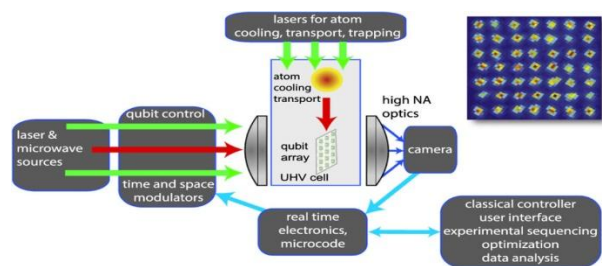 lasers for atom
cooling, transport, trapping
atom
cooling
transport
high NA
optics
qubit control
laser &
microwave
sources
qubit
array
camera
UHV cell
time and space
modulators
real time
electronics,
microcode
classical controller
user interface
experimental sequencing
optimization
data analysis